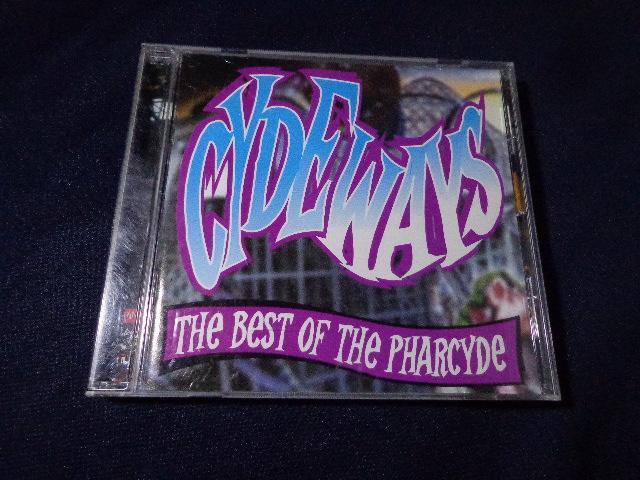 CYDEWAYS
THE BEST OF THE PHARCYDE